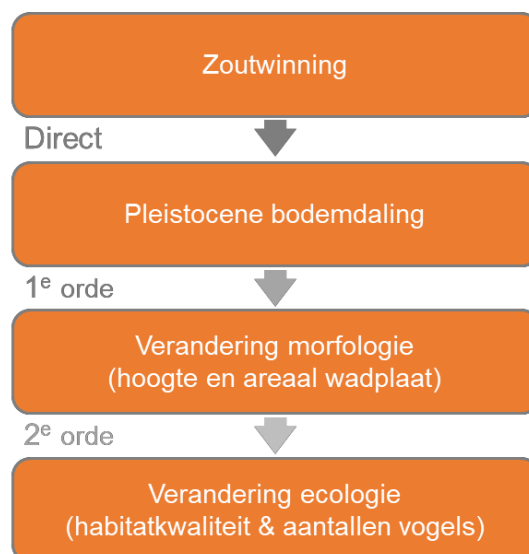 Zoutwinning
Direct
Pleistocene bodemdaling
1e orde
Verandering morfologie
(hoogte en areaal wadplaat)
2e orde
Verandering ecologie
(habitatkwaliteit & aantallen vogels)